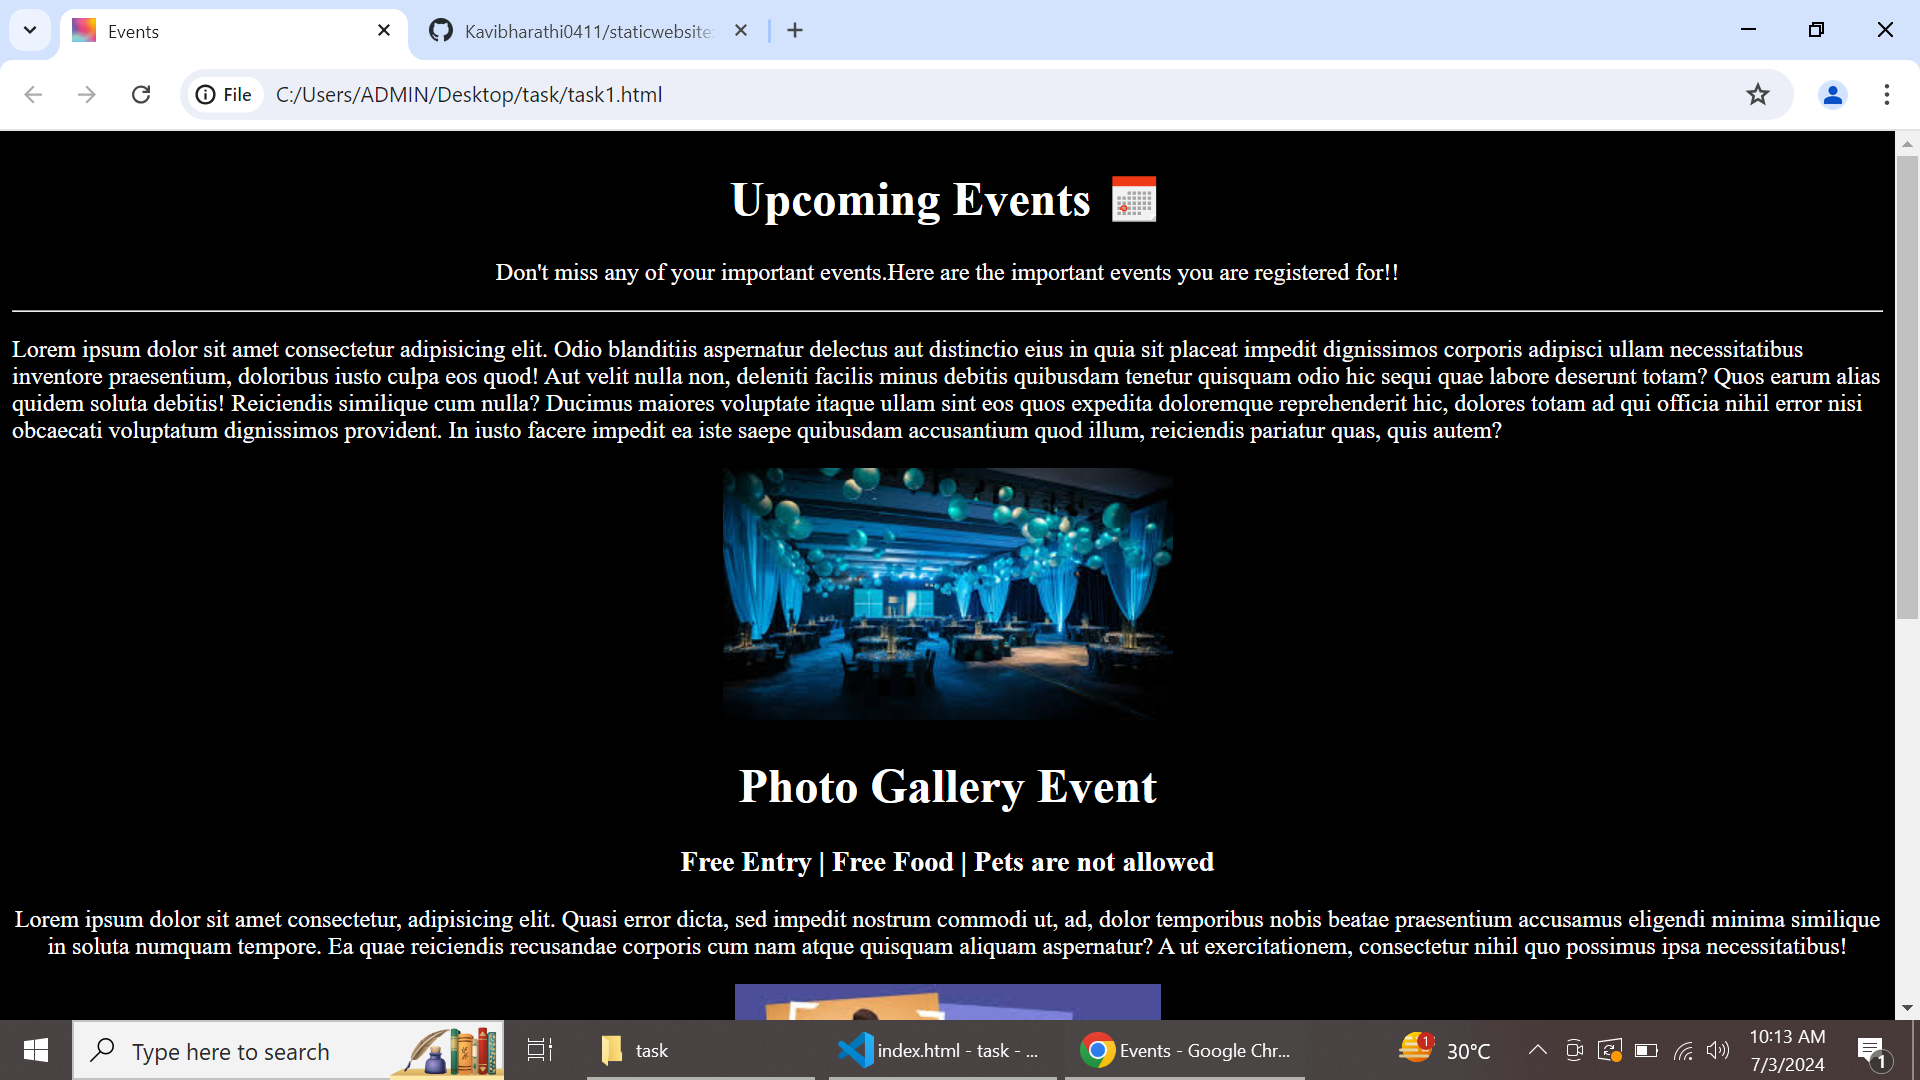 Events
Kavibharathi0411/staticwebsite
File
C:/Users/ADMIN/Desktop/task/task1.html
Upcoming Events
Don't miss any of your important events.Here are the important events you are registered for!!
Lorem ipsum dolor sit amet consectetur adipisicing elit. Odio blanditiis aspernatur delectus aut distinctio eius in quia sit placeat impedit dignissimos corporis adipisci ullam necessitatibus
inventore praesentium, doloribus iusto culpa eos quod! Aut velit nulla non, deleniti facilis minus debitis quibusdam tenetur quisquam odio hic sequi quae labore deserunt totam? Quos earum alias
quidem soluta debitis! Reiciendis similique cum nulla? Ducimus maiores voluptate itaque ullam sint eos quos expedita doloremque reprehenderit hic, dolores totam ad qui officia nihil error nisi
obcaecati voluptatum dignissimos provident. In iusto facere impedit ea iste saepe quibusdam accusantium quod illum, reiciendis pariatur quas, quis autem?
Photo Gallery Event
Free Entry | Free Food | Pets are not allowed
Lorem ipsum dolor sit amet consectetur, adipisicing elit. Quasi error dicta, sed impedit nostrum commodi ut, ad, dolor temporibus nobis beatae praesentium accusamus eligendi minima similique
in soluta numquam tempore. Ea quae reiciendis recusandae corporis cum nam atque quisquam aliquam aspernatur? A ut exercitationem, consectetur nihil quo possimus ipsa necessitatibus!
Type here to search
task
index.html - task - ...
Events - Google Chr...
1
30°C
10:13 AM
7/3/2024
1